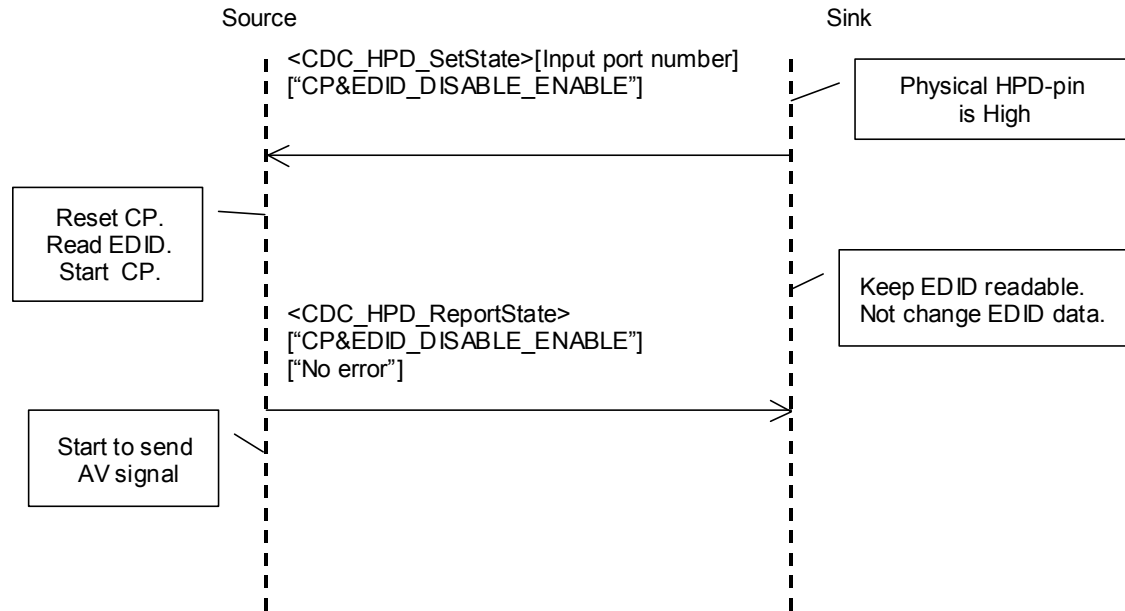 Source
Sink
<CDC_HPD_SetState>[Input port number]
[“CP&EDID_DISABLE_ENABLE”]
Physical HPD-pin
is High
Reset CP.
Read EDID.
Start CP.
Keep EDID readable.
Not change EDID data.
<CDC_HPD_ReportState>
[“CP&EDID_DISABLE_ENABLE”]
[“No error”]
Start to send
AV signal